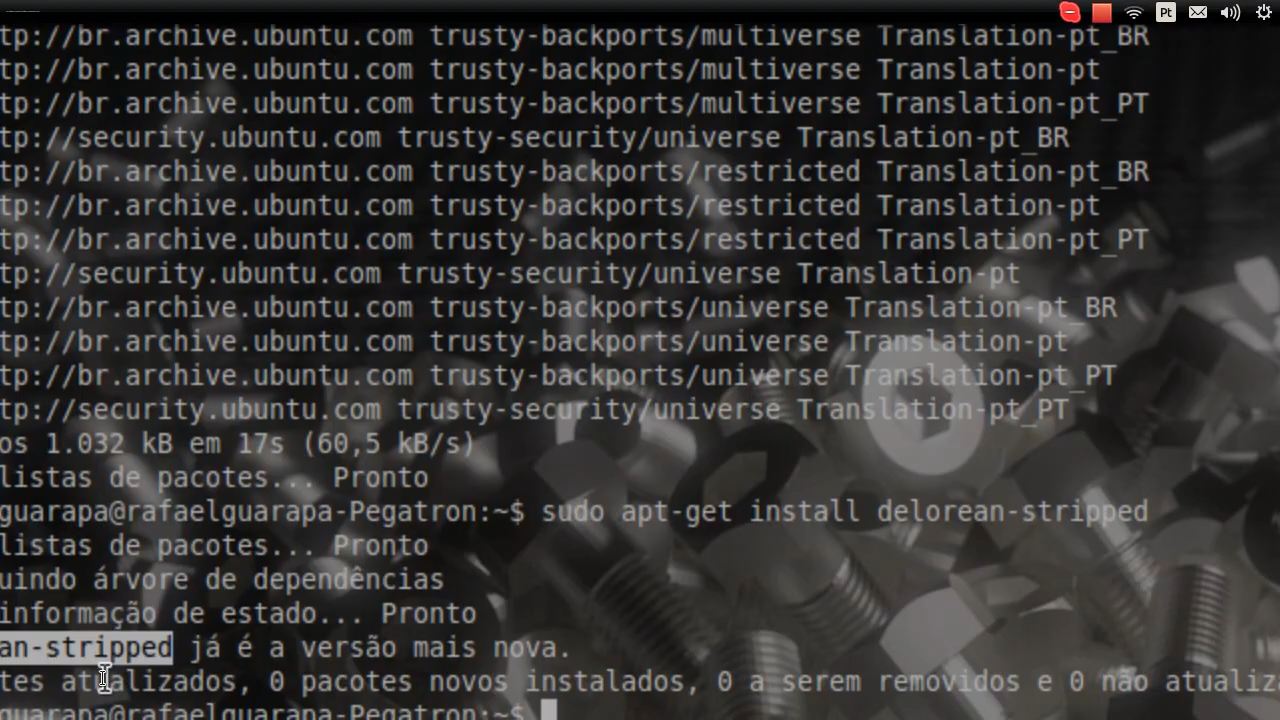 Pt
tp://br.archive.ubuntu.com trusty-backports/multiverse Translation-pt_BR
tp://br.archive.ubuntu.com trusty-backports/multiverse Translation-pt
tp://br.archive.ubuntu.com trusty-backports/multiverse Translation-pt_PT
tp://security.ubuntu.com trusty-security/universe Translation-pt_BR
tp://br.archive.ubuntu.com trusty-backports/restricted Translation-pt_BR
tp://br.archive.ubuntu.com trusty-backports/restricted Translation-pt
tp://br.archive.ubuntu.com trusty-backports/restricted Translation-pt_PT
tp://security.ubuntu.com trusty-security/universe Translation-pt
tp://br.archive.ubuntu.com trusty-backports/universe Translation-pt_BR
tp://br.archive.ubuntu.com trusty-backports/universe Translation-pt
tp://br.archive.ubuntu.com trusty-backports/universe Translation-pt_PT
tp://security.ubuntu.com trusty-security/universe Translation-pt_PT
os 1.032 kB em 17s (60,5 kB/s)
listas de pacotes... Pronto
guarapa@rafaelguarapa-Pegatron:~$ sudo apt-get install delorean-stripped
listas de pacotes... Pronto
uindo árvore de dependências
informação de estado... Pronto
an-stripped já é a versão mais nova.
tes atualizados, 0 pacotes novos instalados, 0 a serem removidos e 0 não atualiza
guarapa@rafaelguarapa-Pegatron:~$